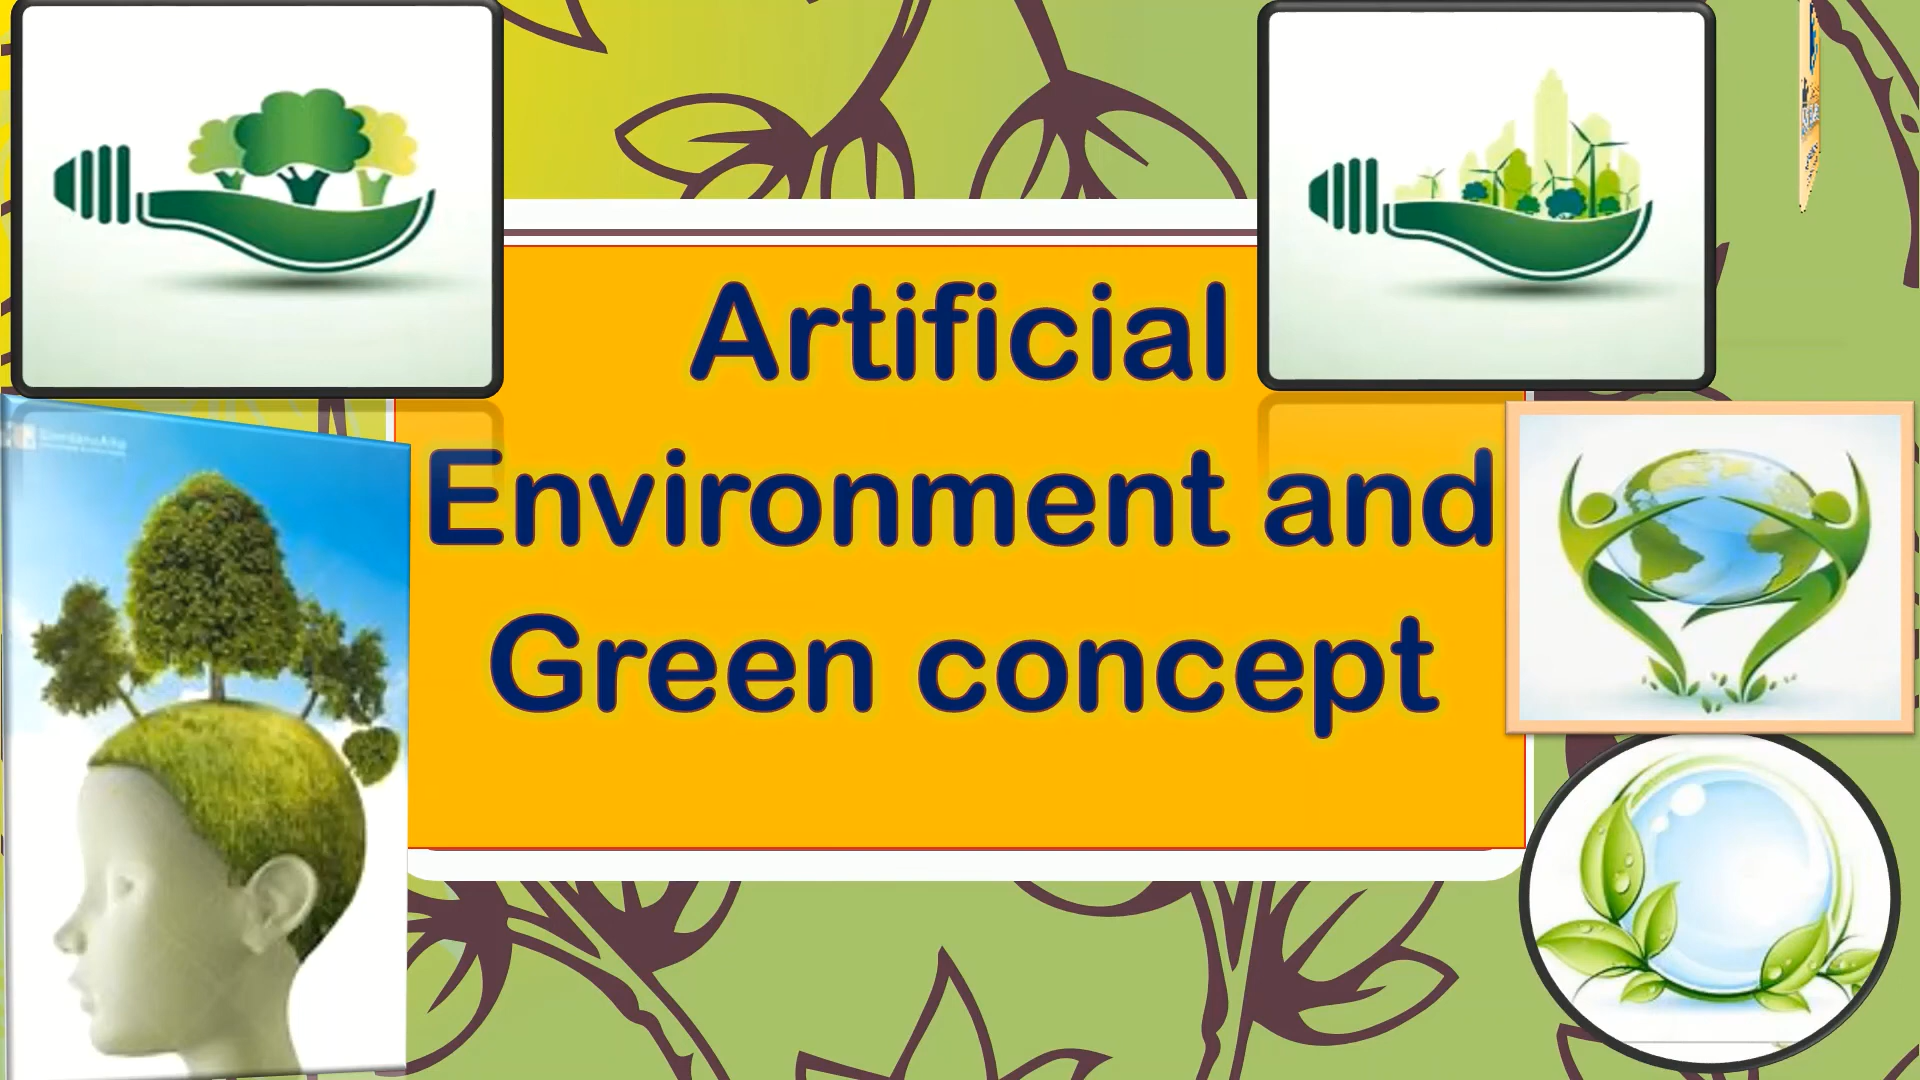 Artificial
Environment and
Green concept